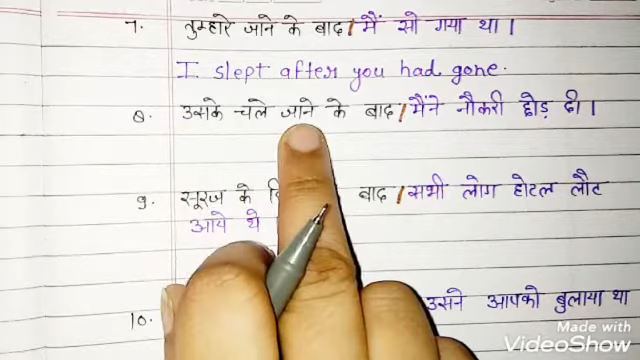 7. तुम्हारे जाने के बाद / मैं सो गया था ।
I slept after you had gone.
8. उसके चले जाने के बाद / मैंने नौकरी छोड़ दी ।
9. सूरज के बाद / सभी लोग होटल लौट
आये थे
10. उसने आपको बुलाया था
Made with
VideoShow